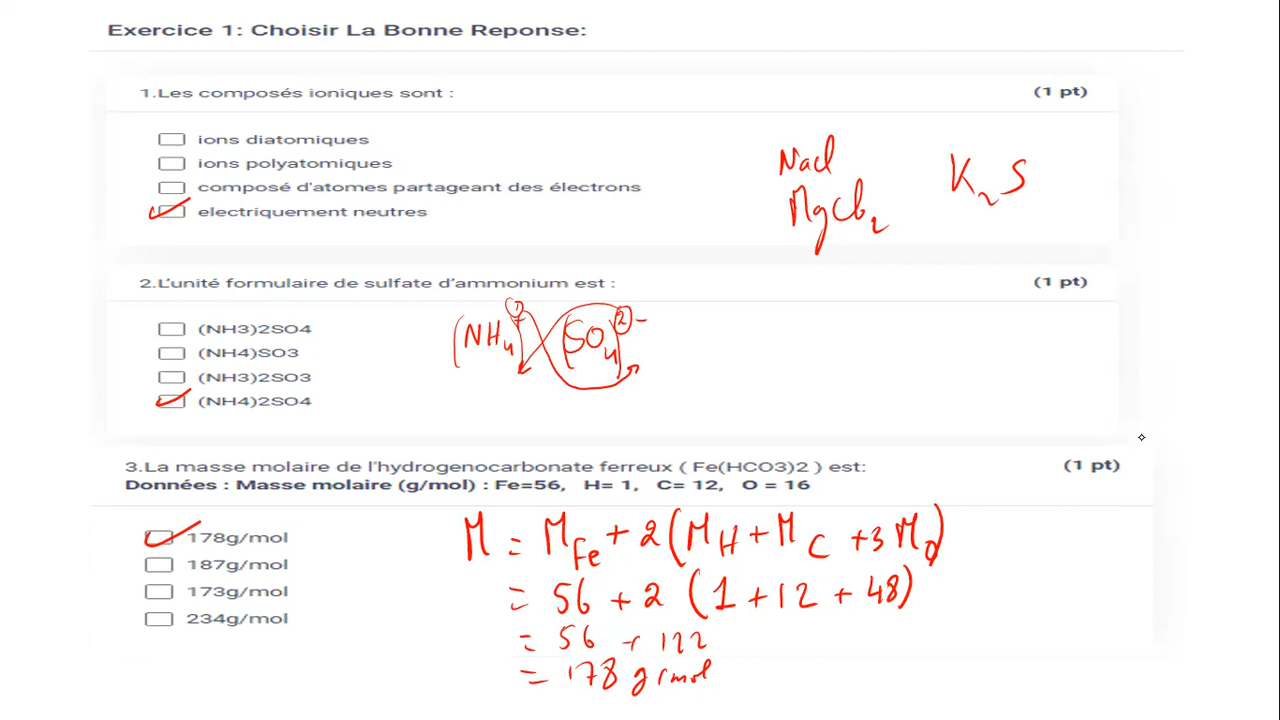 Exercice 1: Choisir La Bonne Reponse:
1.Les composés ioniques sont :
(1 pt)
ions diatomiques
ions polyatomiques
composé d'atomes partageant des électrons
electriquement neutres
NaCl
MgCl2
K2S
2.L'unité formulaire de sulfate d'ammonium est :
(1 pt)
(NH3)2SO4
(NH4)SO3
(NH3)2SO3
(NH4)2SO4
(NH4)+ (SO4)2-
3.La masse molaire de l'hydrogenocarbonate ferreux ( Fe(HCO3)2 ) est:
(1 pt)
Données : Masse molaire (g/mol) : Fe=56, H= 1, C= 12, O = 16
178g/mol
187g/mol
173g/mol
234g/mol
M = MFe + 2 (MH + MC + 3 MO)
= 56 + 2 (1 + 12 + 48)
= 56 + 122
= 178 g/mol